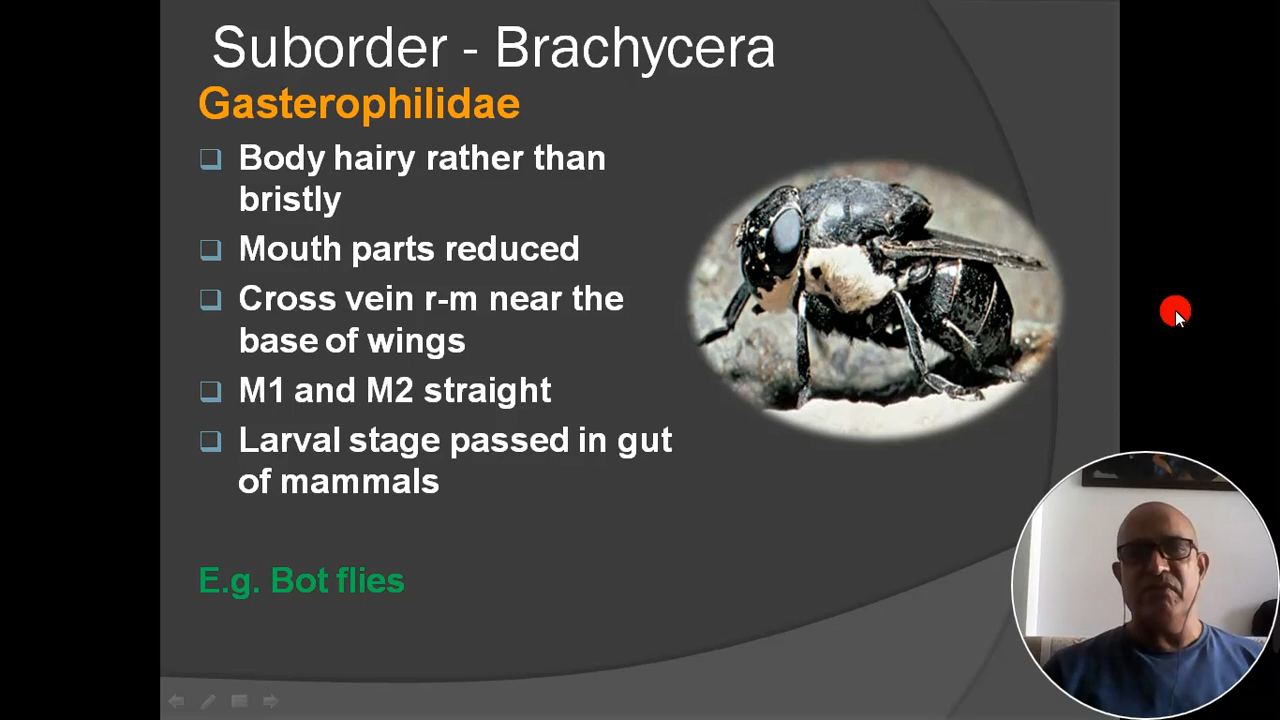 Suborder - Brachycera
Gasterophilidae
Body hairy rather than
bristly
Mouth parts reduced
Cross vein r-m near the
base of wings
M1 and M2 straight
Larval stage passed in gut
of mammals
E.g. Bot flies